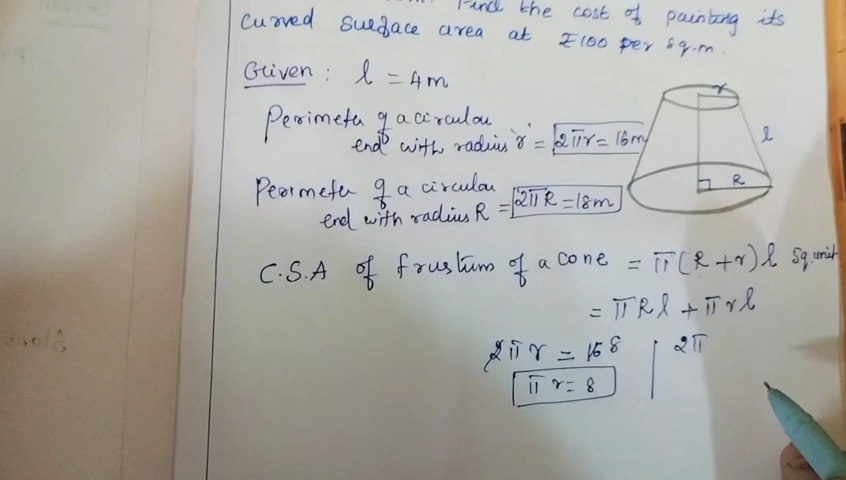 Find the cost of painting its
curved surface area at ₹100 per sq.m.
Given : l = 4m
Perimeter of a circular
end with radius 'r' = 2πr = 16m
Perimeter of a circular
end with radius R = 2πR = 18m
r
l
R
C.S.A of frustum of a cone = π(R+r)l sq.unit
= πRl + πrl
2πr = 16 8 | 2π
πr = 8